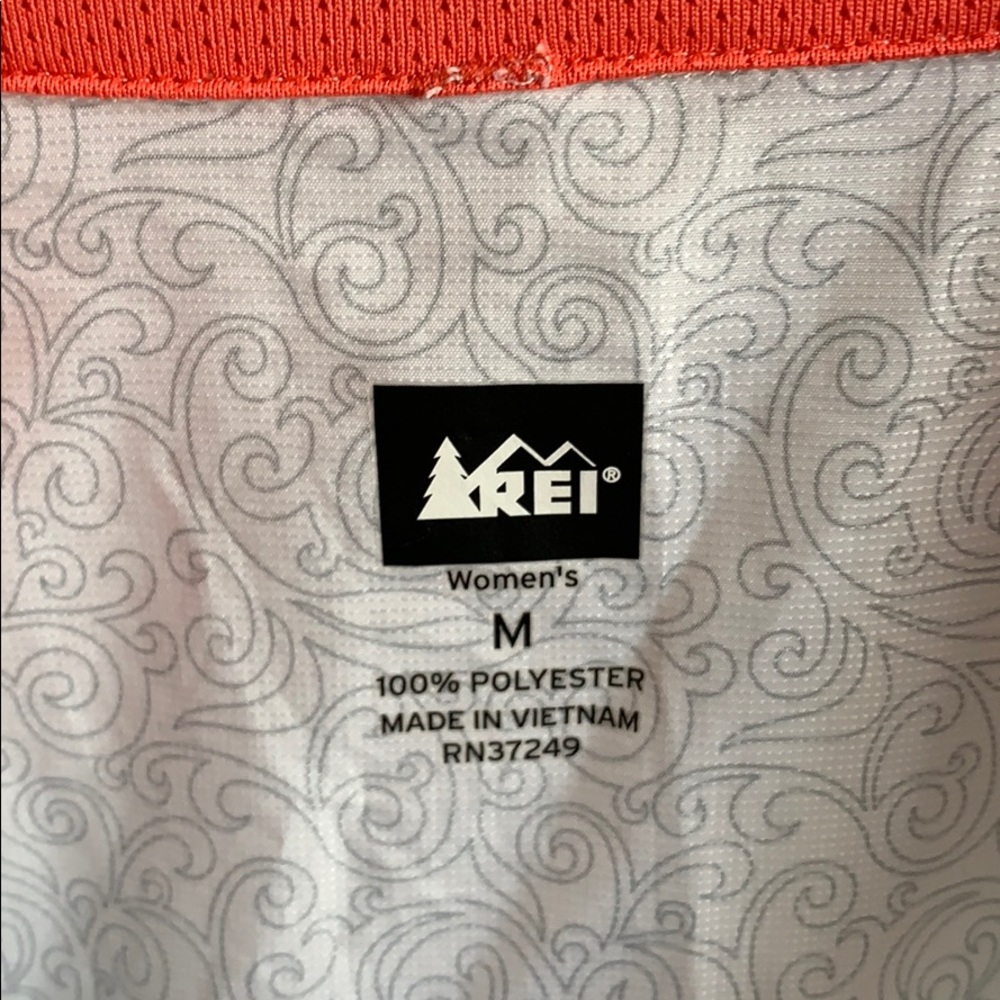 REI®
Women's
M
100% POLYESTER
MADE IN VIETNAM
RN37249